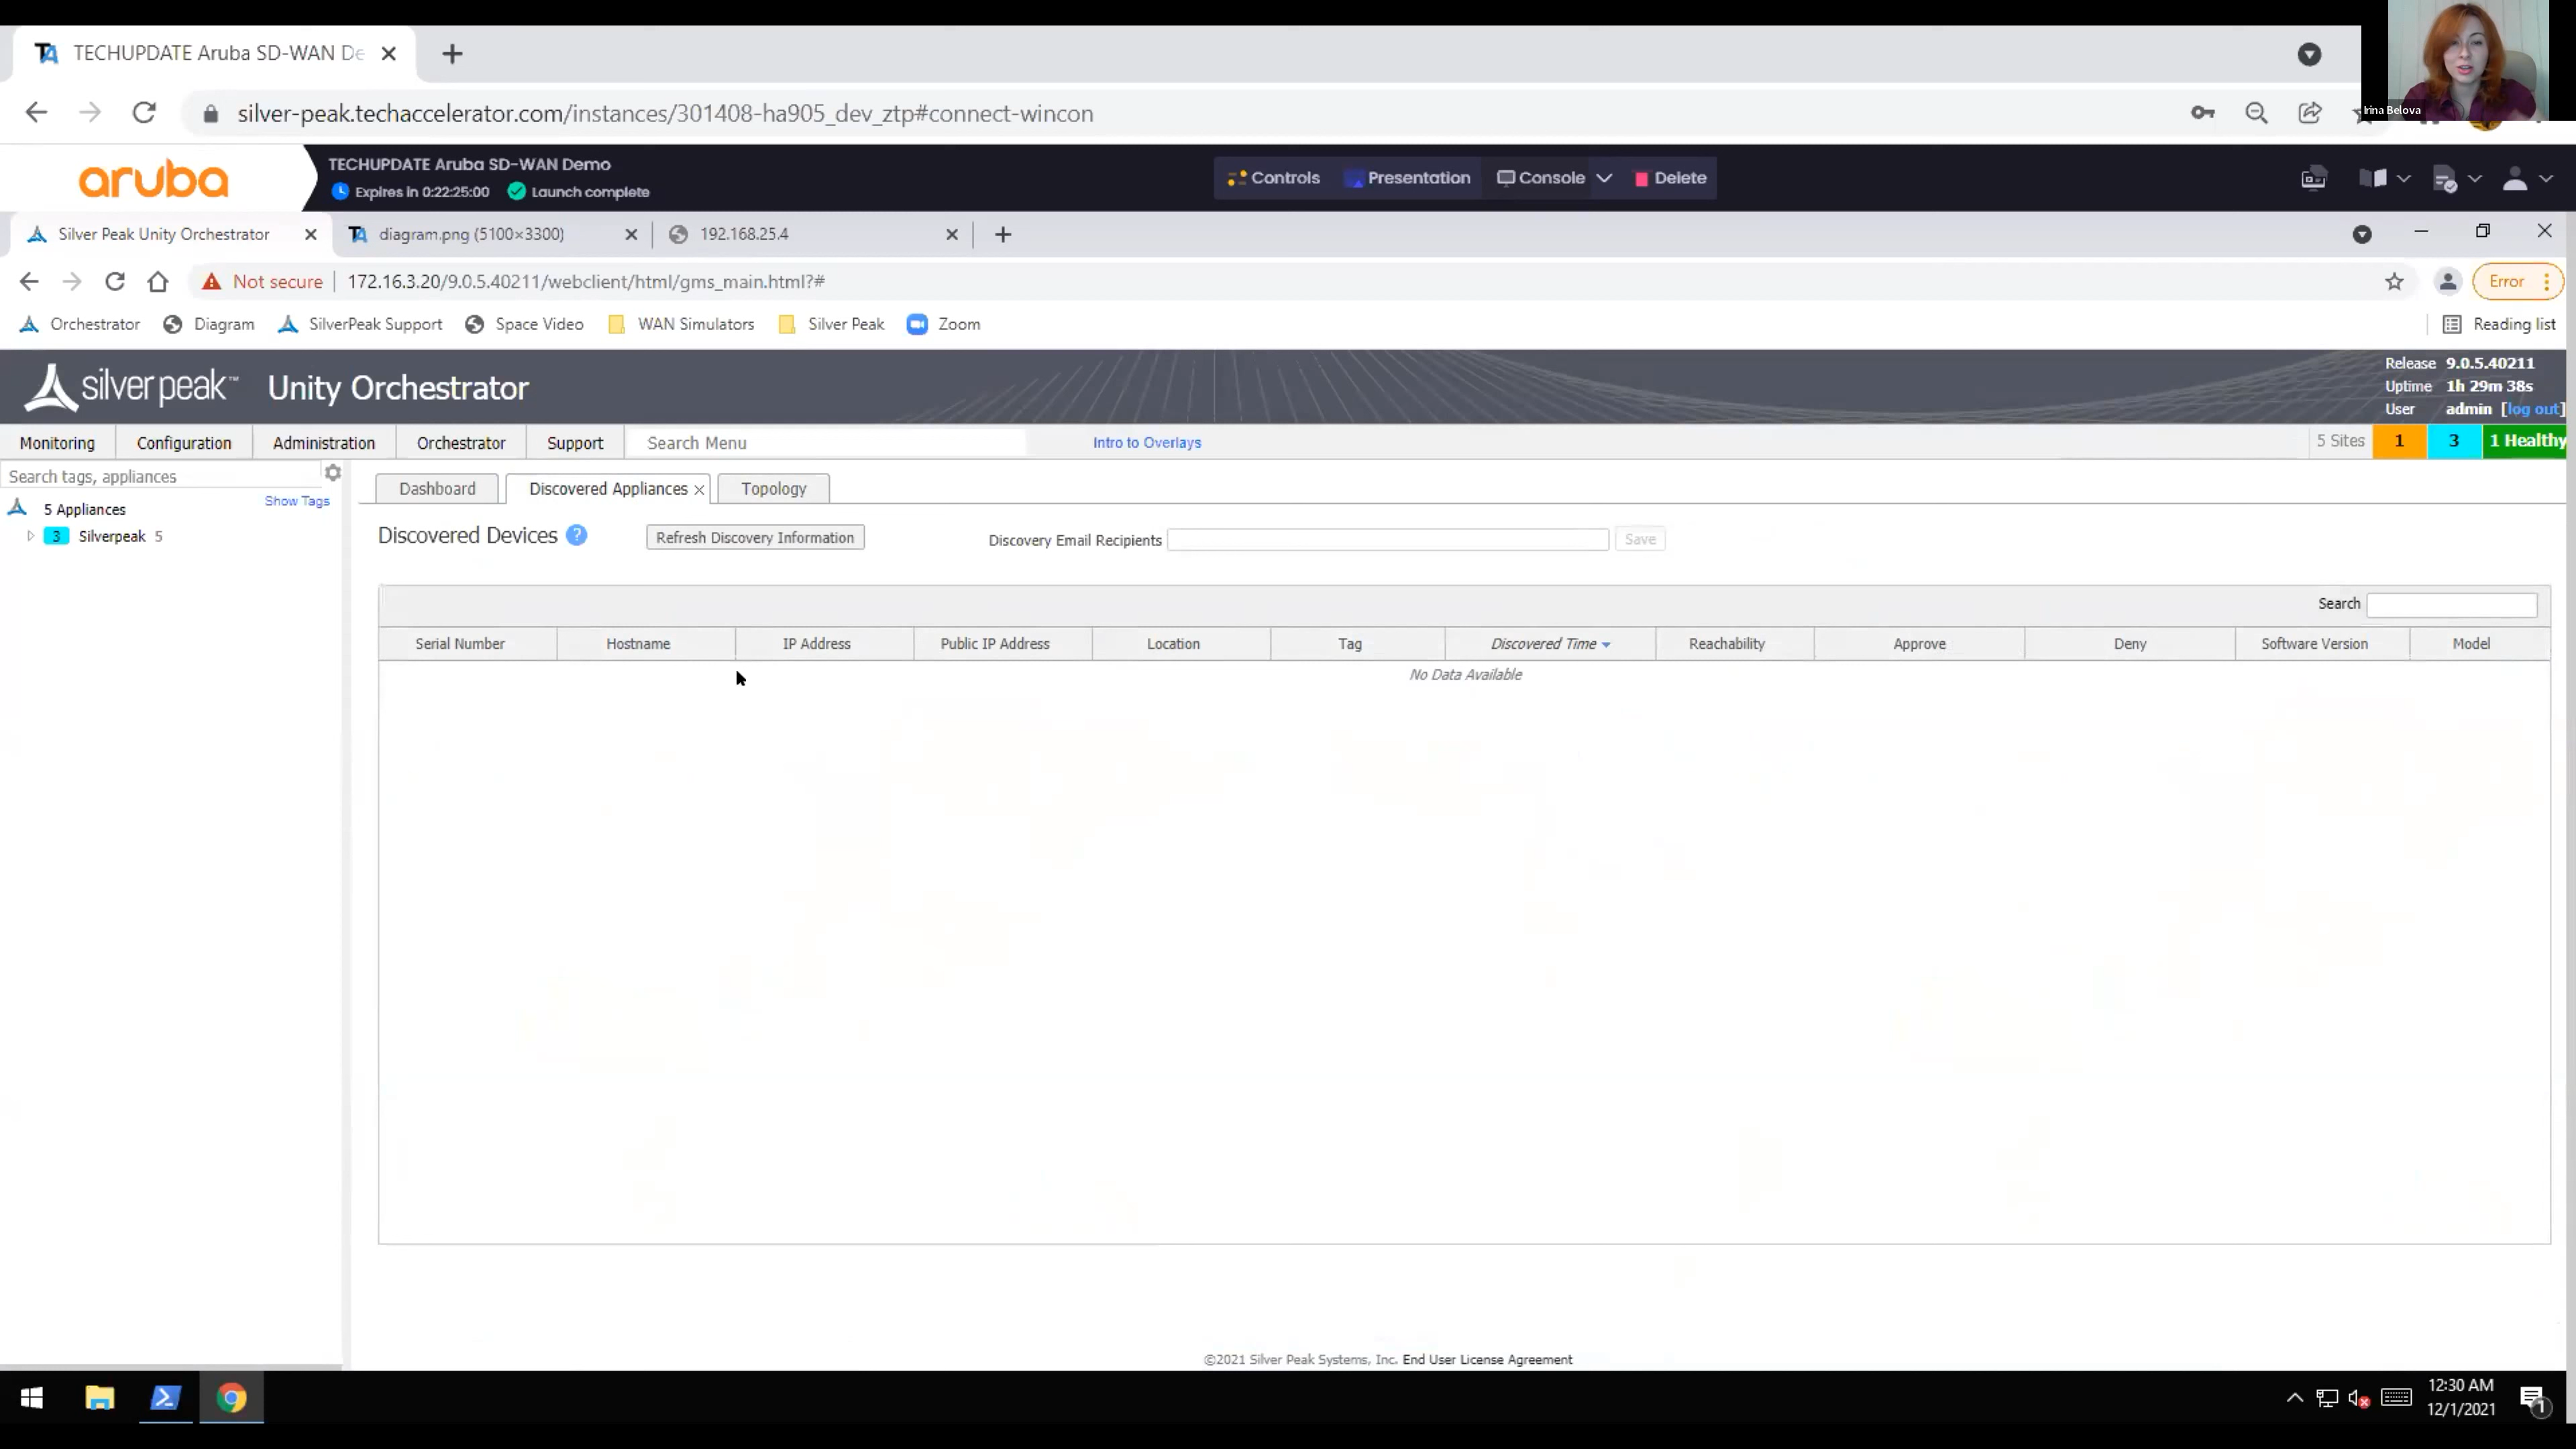 TECHUPDATE Aruba SD-WAN De
Irina Belova
silver-peak.techaccelerator.com/instances/301408-ha905_dev_ztp#connect-wincon
aruba
TECHUPDATE Aruba SD-WAN Demo
Expires in 0:22:25:00 Launch complete
Controls Presentation Console Delete
Silver Peak Unity Orchestrator diagram.png (5100×3300) 192.168.25.4
Not secure 172.16.3.20/9.0.5.40211/webclient/html/gms_main.html?# Error
Orchestrator Diagram SilverPeak Support Space Video WAN Simulators Silver Peak Zoom Reading list
silver peak™ Unity Orchestrator
Release 9.0.5.40211
Uptime 1h 29m 38s
User admin [log out]
Monitoring Configuration Administration Orchestrator Support Search Menu Intro to Overlays 5 Sites 1 3 1 Healthy
Search tags, appliances
Show Tags
5 Appliances
3 Silverpeak 5
Dashboard Discovered Appliances Topology
Discovered Devices ? Refresh Discovery Information Discovery Email Recipients Save
Search
Serial Number Hostname IP Address Public IP Address Location Tag Discovered Time Reachability Approve Deny Software Version Model
No Data Available
©2021 Silver Peak Systems, Inc. End User License Agreement
12:30 AM
12/1/2021
1